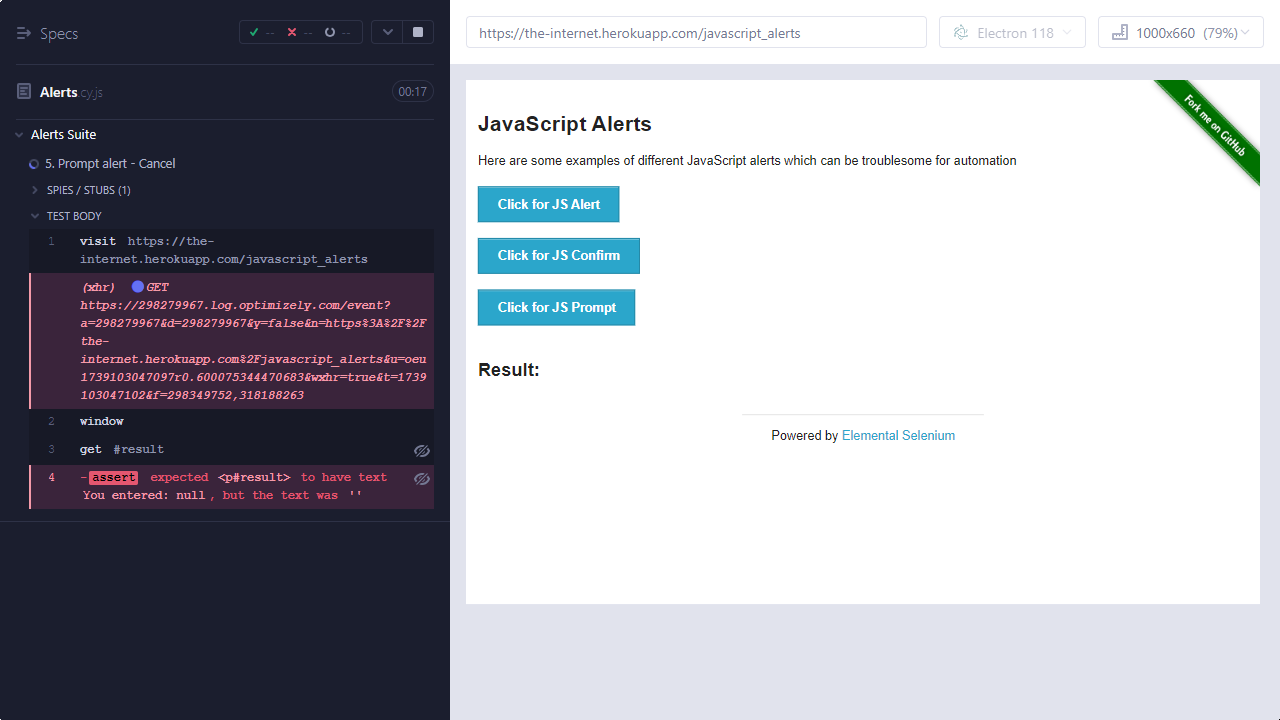 Specs
-- -- --
Alerts cy.js 00:17
Alerts Suite
5. Prompt alert - Cancel
SPIES / STUBS (1)
TEST BODY
1 visit https://the-
internet.herokuapp.com/javascript_alerts
(xhr) GET
https://298279967.log.optimizely.com/event?
a=298279967&d=298279967&y=false&n=https%3A%2F%2F
the-
internet.herokuapp.com%2Fjavascript_alerts&u=oeu
1739103047097r0.600075344470683&wxhr=true&t=1739
103047102&f=298349752,318188263
2 window
3 get #result
4 -assert expected <p#result> to have text
You entered: null, but the text was ''
https://the-internet.herokuapp.com/javascript_alerts
Electron 118
1000x660 (79%)
Fork me on GitHub
JavaScript Alerts
Here are some examples of different JavaScript alerts which can be troublesome for automation
Click for JS Alert
Click for JS Confirm
Click for JS Prompt
Result:
Powered by Elemental Selenium